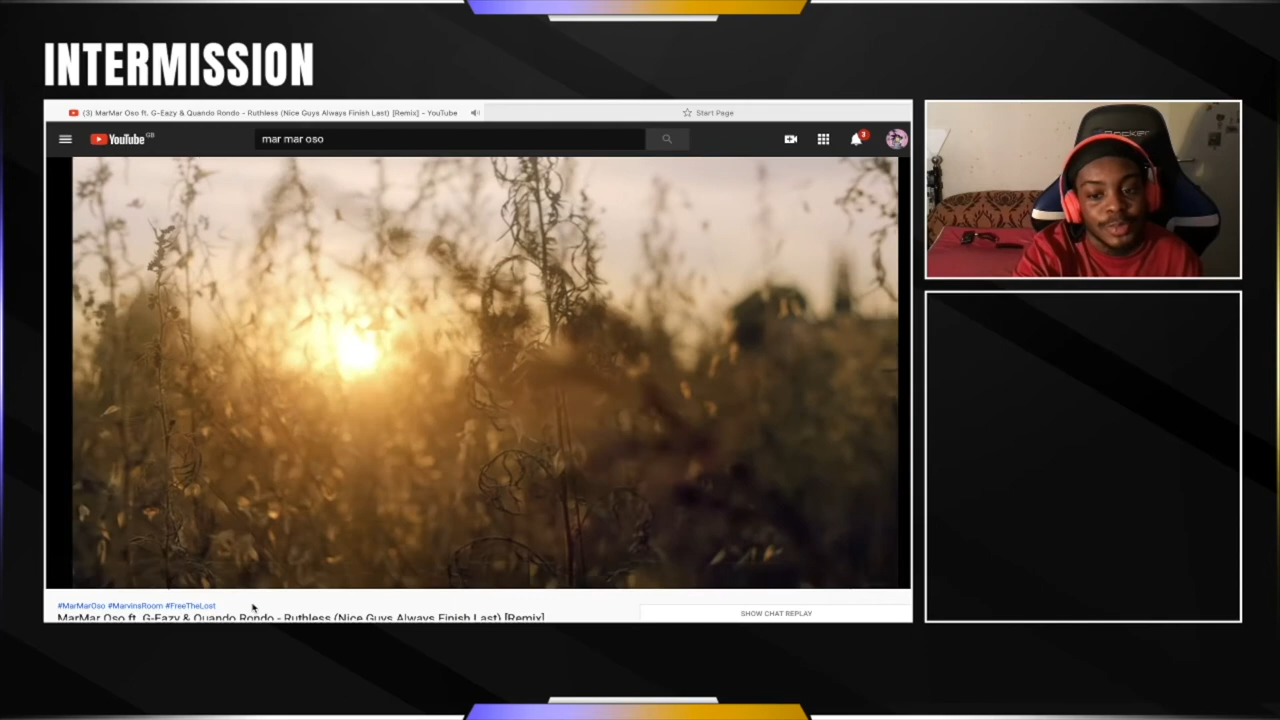 INTERMISSION
(3) MarMar Oso ft. G-Eazy & Quando Rondo - Ruthless (Nice Guys Always Finish Last) [Remix] - YouTube
Start Page
YouTube GB
mar mar oso
3
#MarMarOso #MarvinsRoom #FreeTheLost
MarMar Oso ft. G-Eazy & Quando Rondo - Ruthless (Nice Guys Always Finish Last) [Remix]
SHOW CHAT REPLAY